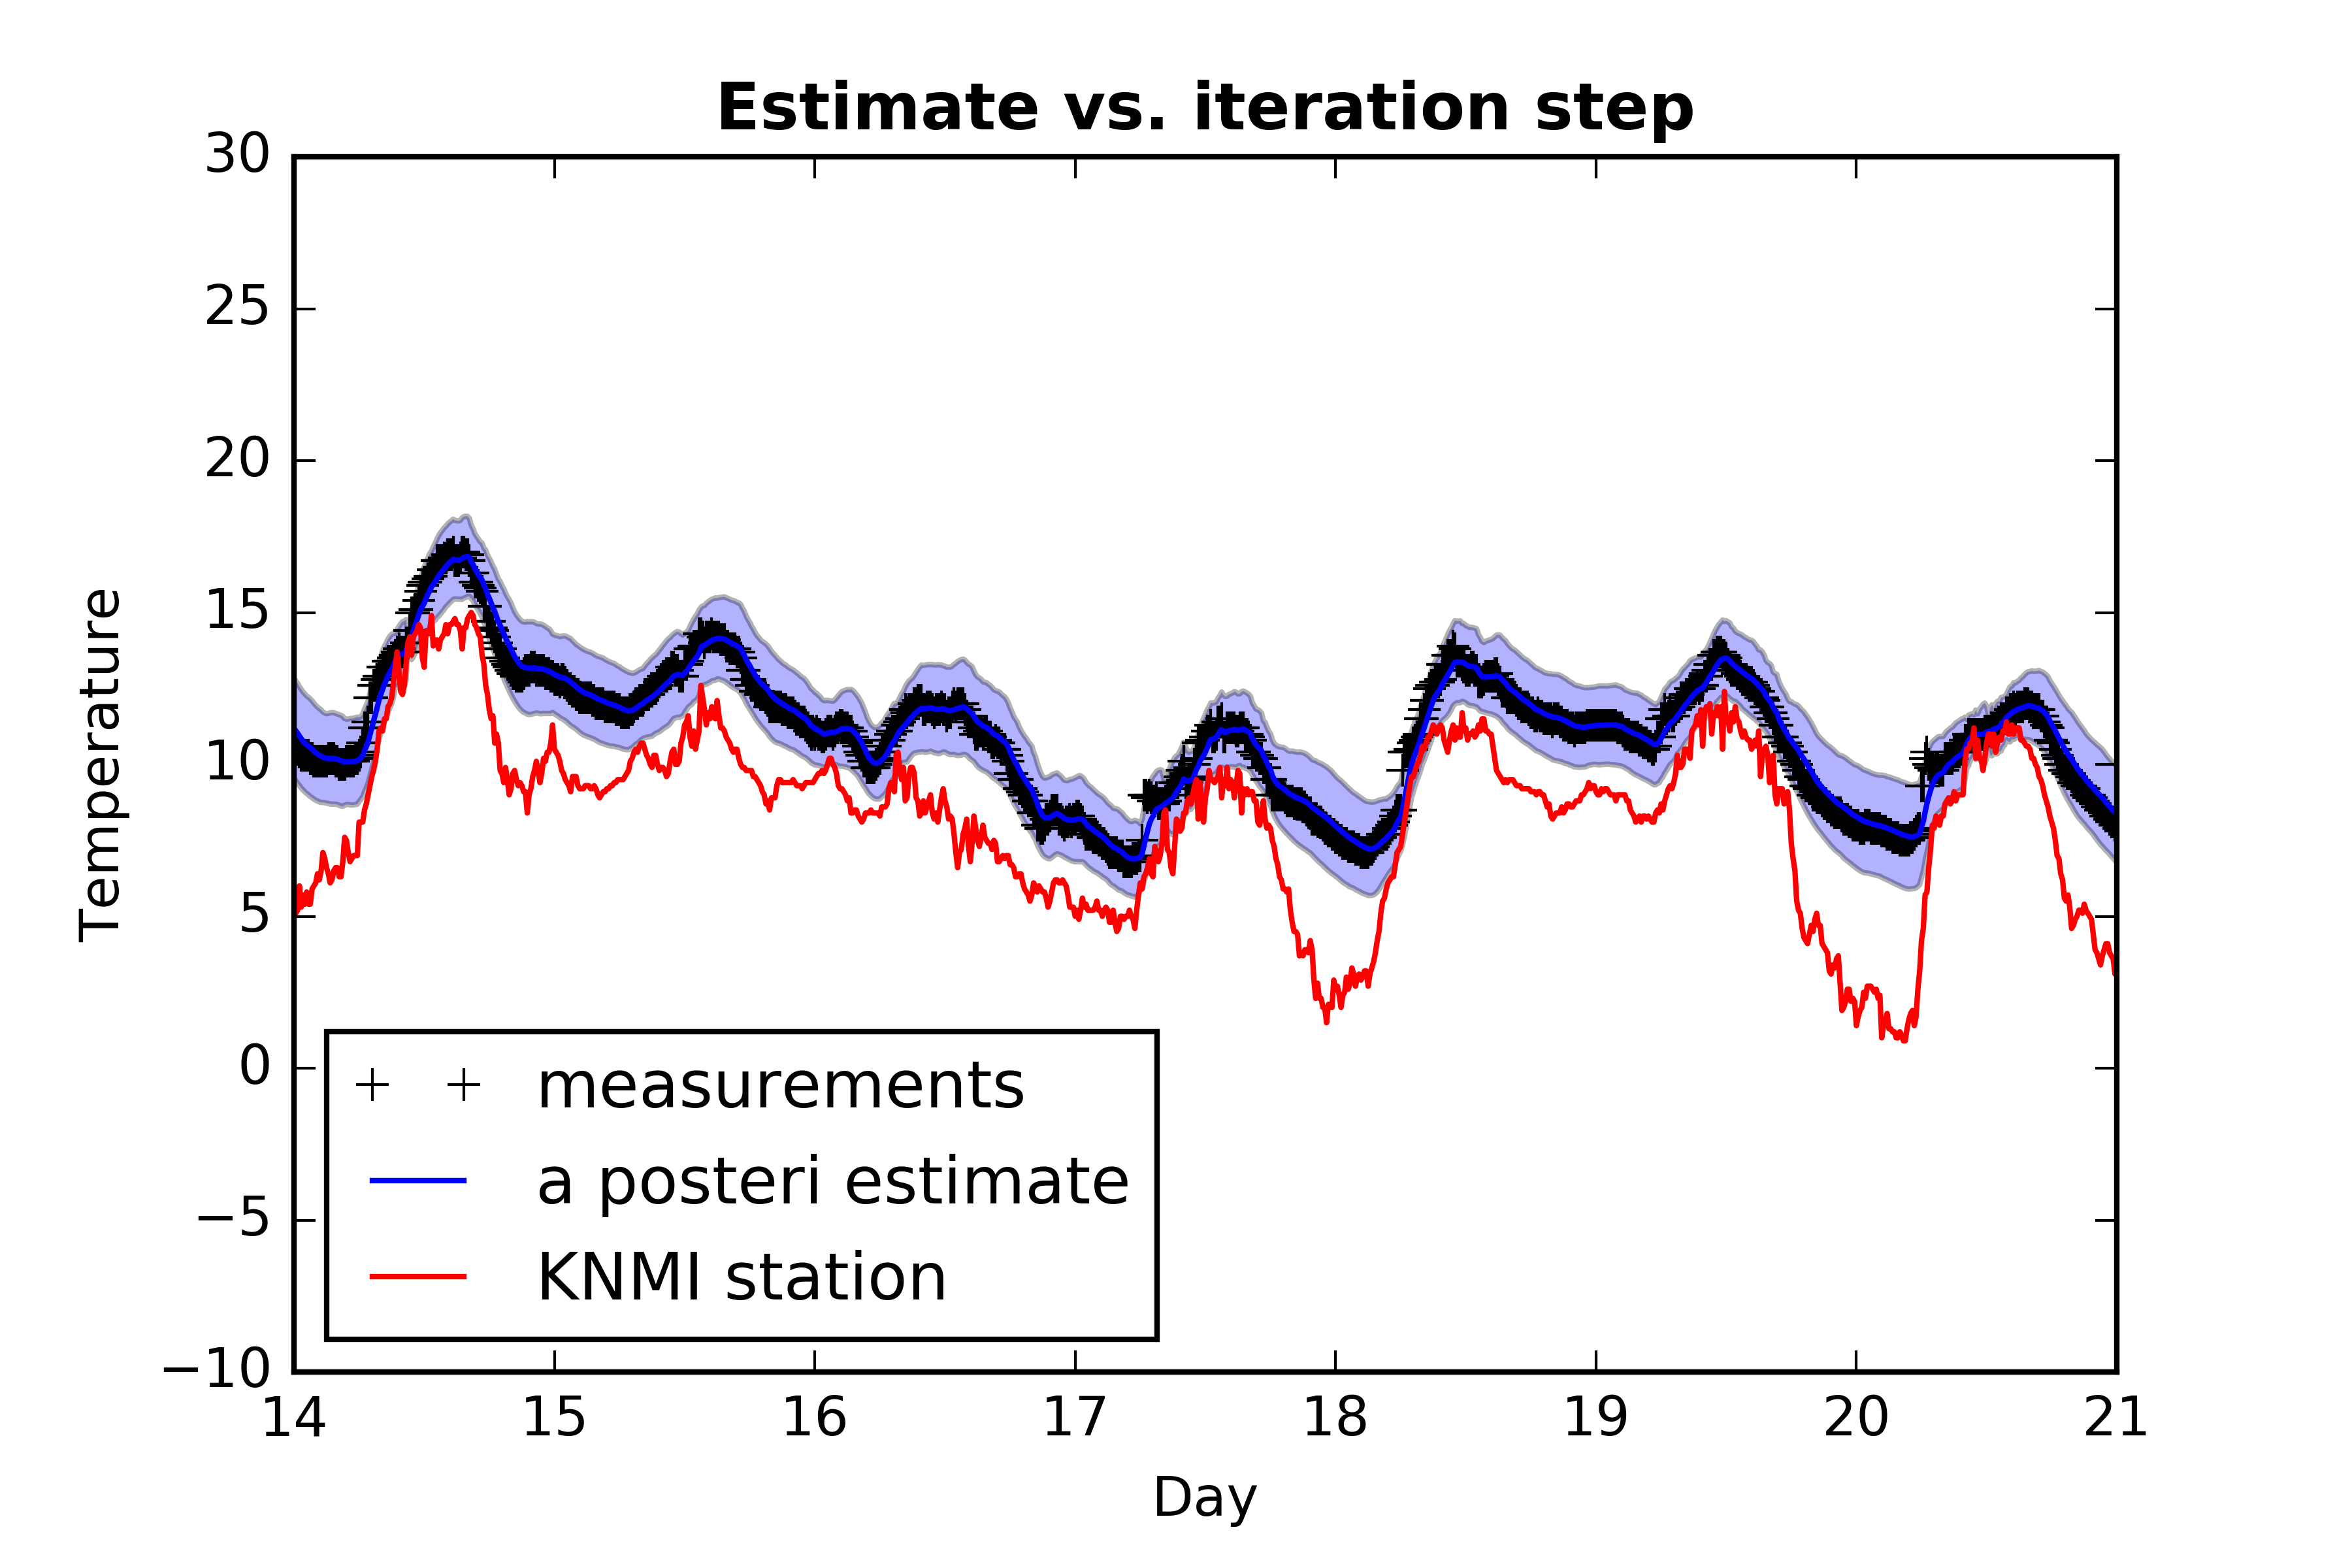 Estimate vs. iteration step
30
25
20
15
10
5
0
−5
−10
Temperature
measurements
a posteri estimate
KNMI station
14 15 16 17 18 19 20 21
Day